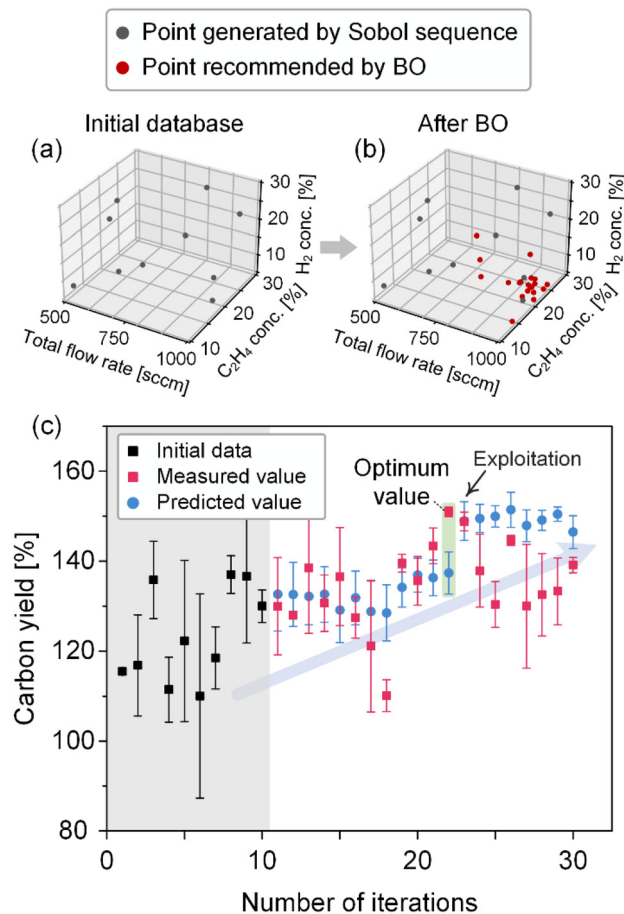 Point generated by Sobol sequence
Point recommended by BO
Initial database
After BO
(a)
30
20
10
H₂ conc. [%]
30
20
10
C₂H₄ conc. [%]
500
750
1000
Total flow rate [sccm]
(b)
30
20
10
H₂ conc. [%]
30
20
10
C₂H₄ conc. [%]
500
750
1000
Total flow rate [sccm]
(c)
Initial data
Measured value
Predicted value
Optimum
value
Exploitation
160
140
120
100
80
Carbon yield [%]
0
10
20
30
Number of iterations